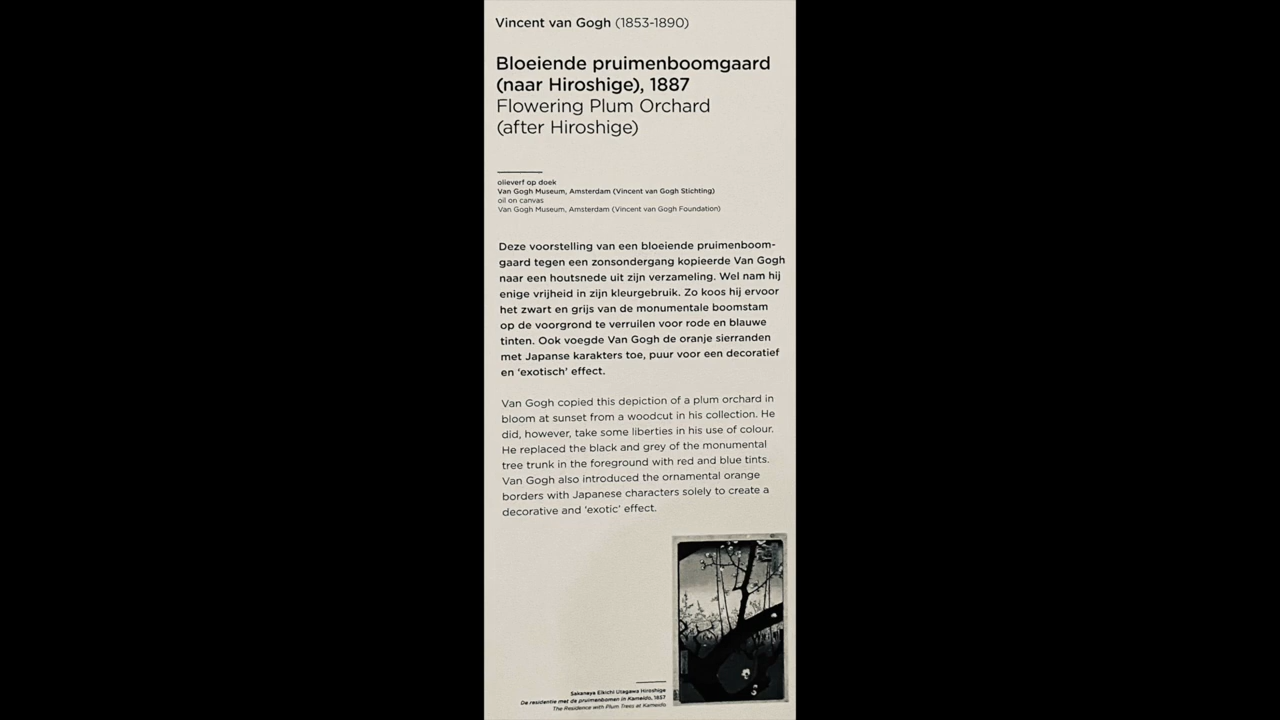 Vincent van Gogh (1853-1890)
Bloeiende pruimenboomgaard
(naar Hiroshige), 1887
Flowering Plum Orchard
(after Hiroshige)
olieverf op doek
Van Gogh Museum, Amsterdam (Vincent van Gogh Stichting)
oil on canvas
Van Gogh Museum, Amsterdam (Vincent van Gogh Foundation)
Deze voorstelling van een bloeiende pruimenboom-
gaard tegen een zonsondergang kopieerde Van Gogh
naar een houtsnede uit zijn verzameling. Wel nam hij
enige vrijheid in zijn kleurgebruik. Zo koos hij ervoor
het zwart en grijs van de monumentale boomstam
op de voorgrond te verruilen voor rode en blauwe
tinten. Ook voegde Van Gogh de oranje sierranden
met Japanse karakters toe, puur voor een decoratief
en ‘exotisch’ effect.
Van Gogh copied this depiction of a plum orchard in
bloom at sunset from a woodcut in his collection. He
did, however, take some liberties in his use of colour.
He replaced the black and grey of the monumental
tree trunk in the foreground with red and blue tints.
Van Gogh also introduced the ornamental orange
borders with Japanese characters solely to create a
decorative and ‘exotic’ effect.
Sakanaya Eikichi Utagawa Hiroshige
De residentie met de pruimenbomen in Kameido, 1857
The Residence with Plum Trees at Kameido